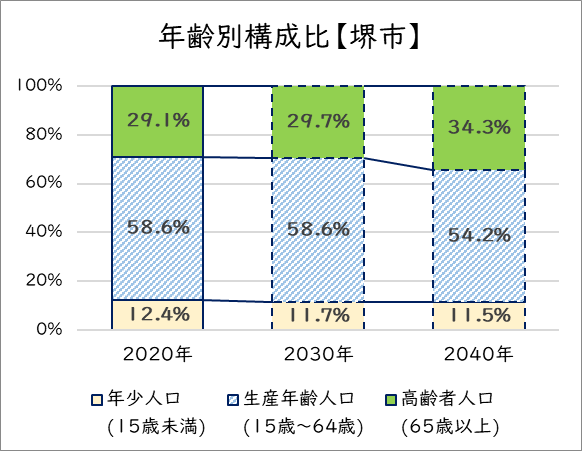 年齢別構成比【堺市】
100%
80%
60%
40%
20%
0%
29.1%
29.7%
34.3%
58.6%
58.6%
54.2%
12.4%
11.7%
11.5%
2020年
2030年
2040年
年少人口
(15歳未満)
生産年齢人口
(15歳～64歳)
高齢者人口
(65歳以上)